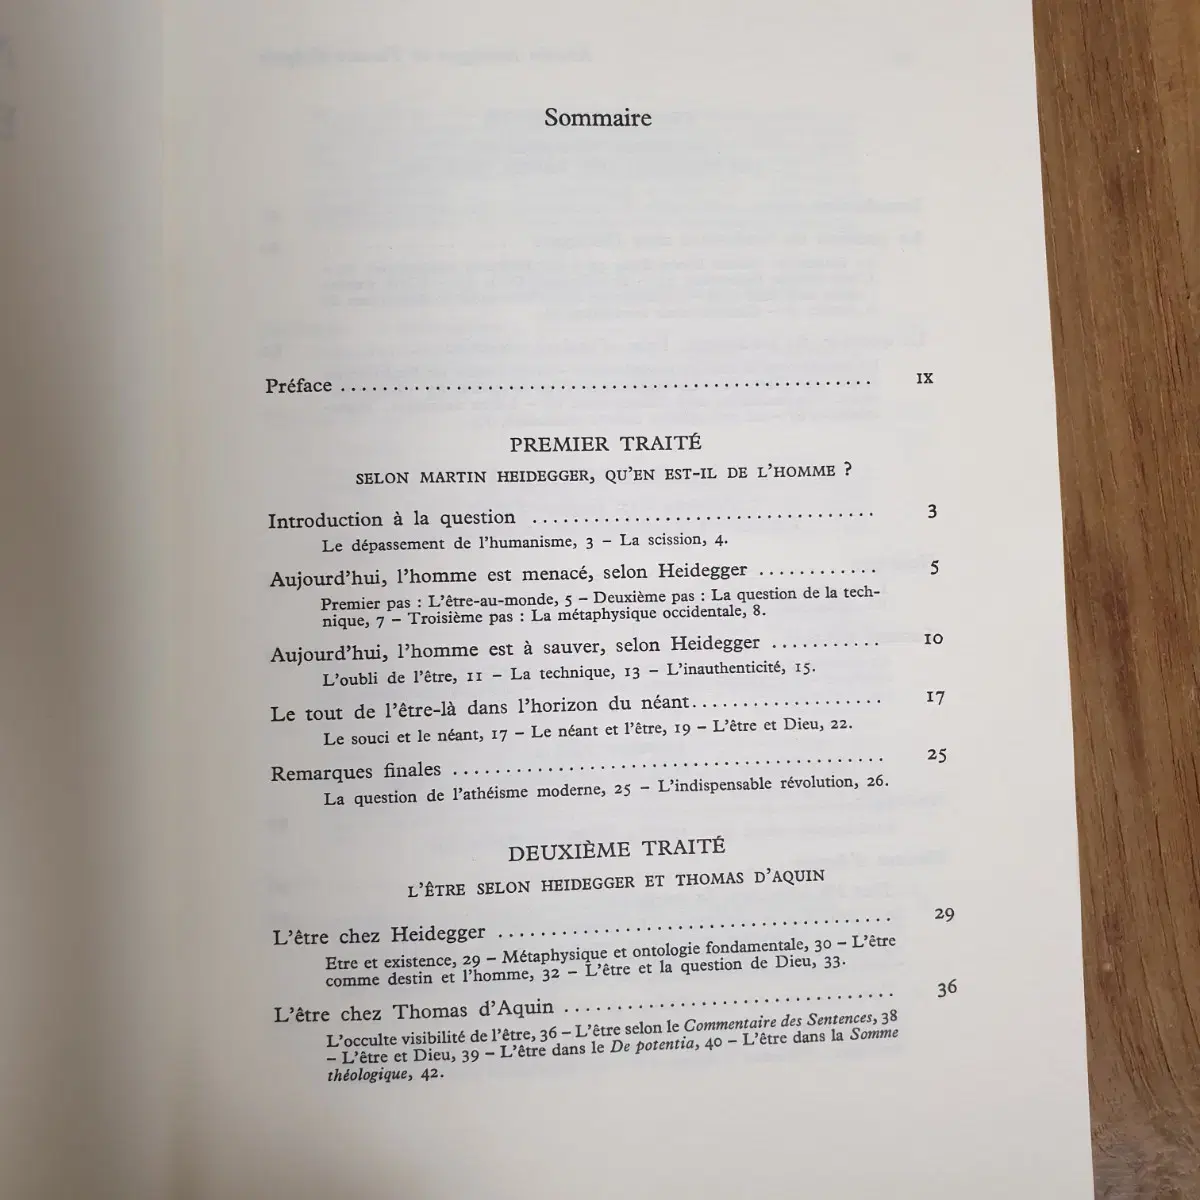 Sommaire
Préface ........ IX
PREMIER TRAITÉ
SELON MARTIN HEIDEGGER, QU'EN EST-IL DE L'HOMME ?
Introduction à la question ........ 3
Le dépassement de l'humanisme, 3 – La scission, 4.
Aujourd'hui, l'homme est menacé, selon Heidegger ........ 5
Premier pas : L'être-au-monde, 5 – Deuxième pas : La question de la tech-
nique, 7 – Troisième pas : La métaphysique occidentale, 8.
Aujourd'hui, l'homme est à sauver, selon Heidegger ........ 10
L'oubli de l'être, 11 – La technique, 13 – L'inauthenticité, 15.
Le tout de l'être-là dans l'horizon du néant ........ 17
Le souci et le néant, 17 – Le néant et l'être, 19 – L'être et Dieu, 22.
Remarques finales ........ 25
La question de l'athéisme moderne, 25 – L'indispensable révolution, 26.
DEUXIÈME TRAITÉ
L'ÊTRE SELON HEIDEGGER ET THOMAS D'AQUIN
L'être chez Heidegger ........ 29
Etre et existence, 29 – Métaphysique et ontologie fondamentale, 30 – L'être
comme destin et l'homme, 32 – L'être et la question de Dieu, 33.
L'être chez Thomas d'Aquin ........ 36
L'occulte visibilité de l'être, 36 – L'être selon le Commentaire des Sentences, 38
– L'être et Dieu, 39 – L'être dans le De potentia, 40 – L'être dans la Somme
théologique, 42.